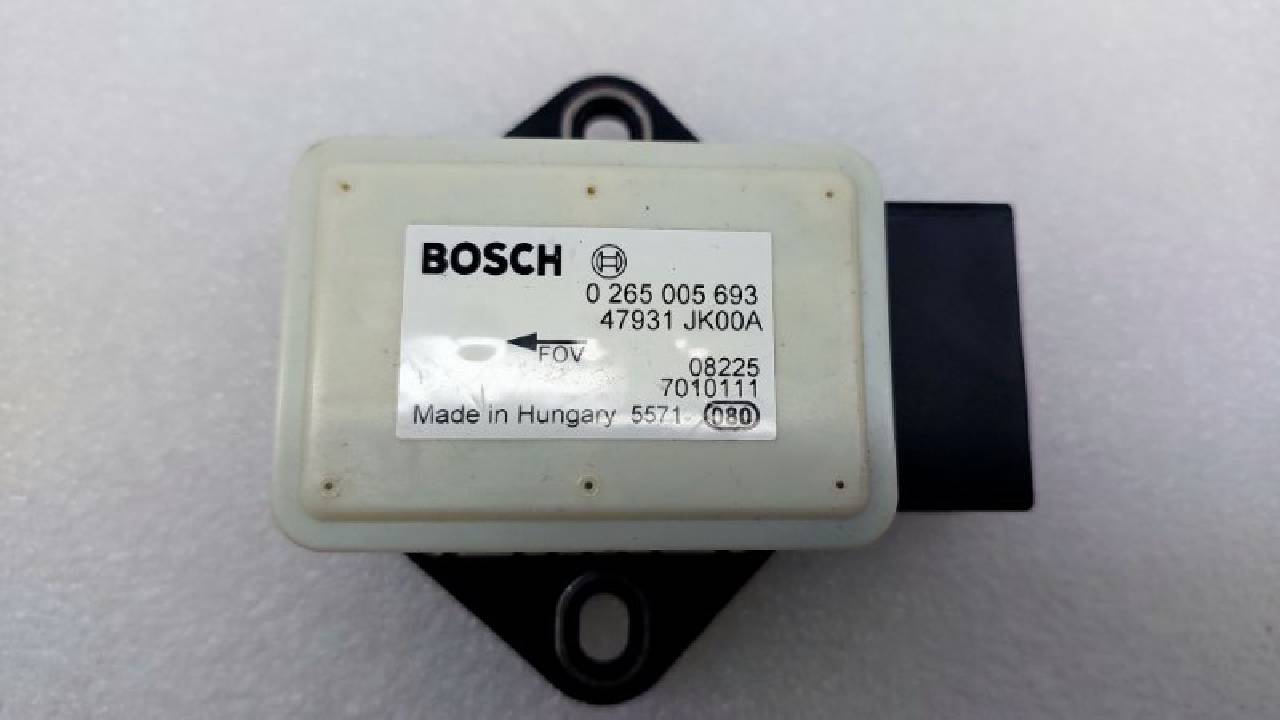 BOSCH
0 265 005 693
47931 JK00A
FOV
08225
7010111
Made in Hungary 5571 080